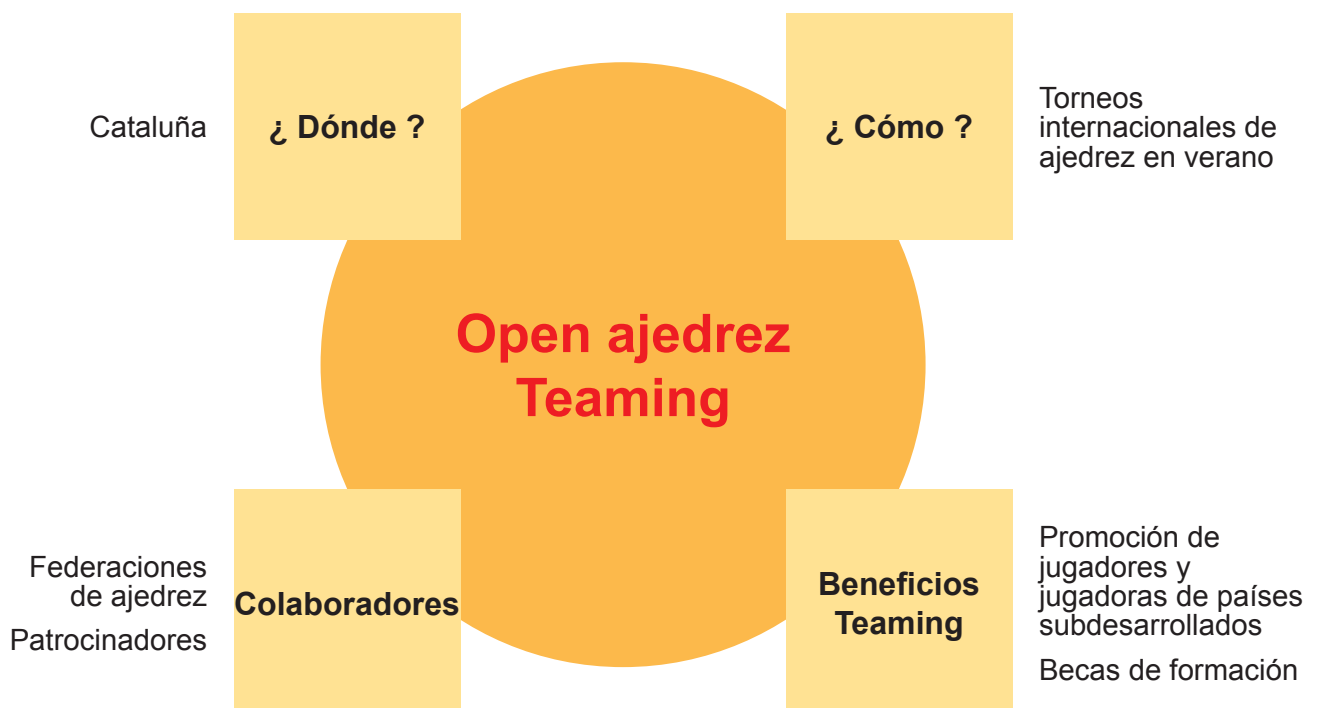 Cataluña
¿ Dónde ?
¿ Cómo ?
Torneos
internacionales de
ajedrez en verano
Open ajedrez
Teaming
Federaciones
de ajedrez
Patrocinadores
Colaboradores
Beneficios
Teaming
Promoción de
jugadores y
jugadoras de países
subdesarrollados
Becas de formación